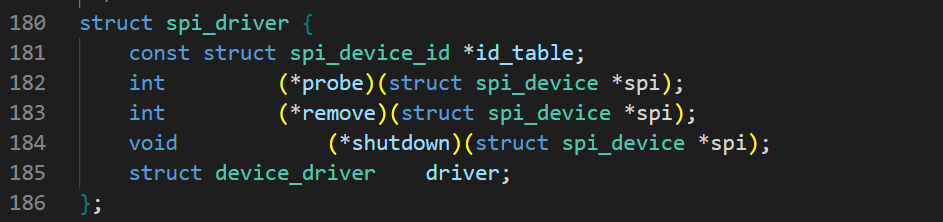 180 struct spi_driver {
181     const struct spi_device_id *id_table;
182     int         (*probe)(struct spi_device *spi);
183     int         (*remove)(struct spi_device *spi);
184     void            (*shutdown)(struct spi_device *spi);
185     struct device_driver    driver;
186 };